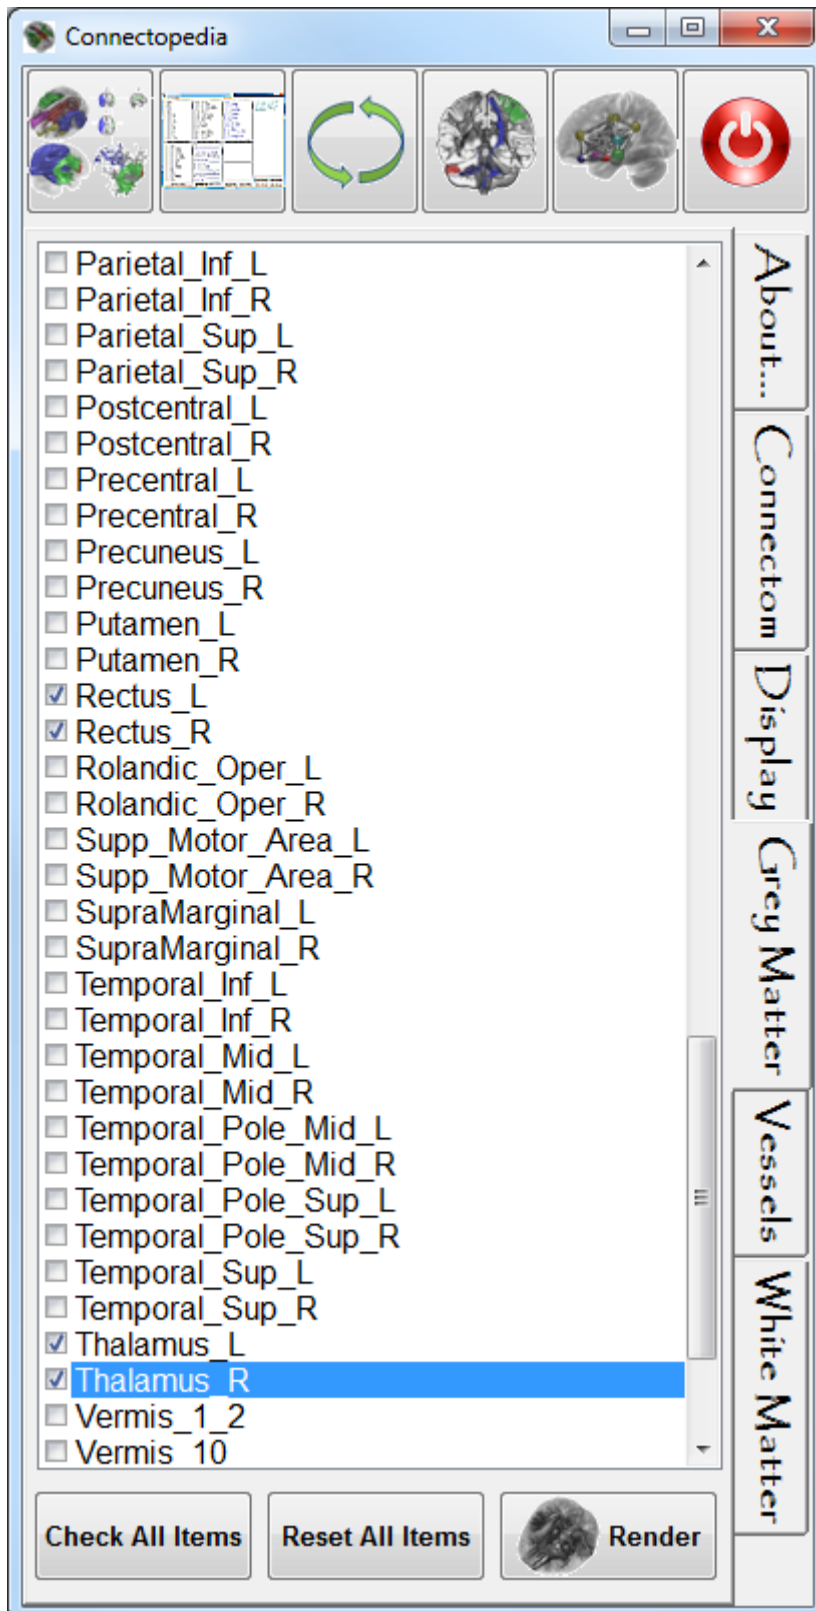 Connectopedia
Parietal_Inf_L
Parietal_Inf_R
Parietal_Sup_L
Parietal_Sup_R
Postcentral_L
Postcentral_R
Precentral_L
Precentral_R
Precuneus_L
Precuneus_R
Putamen_L
Putamen_R
Rectus_L
Rectus_R
Rolandic_Oper_L
Rolandic_Oper_R
Supp_Motor_Area_L
Supp_Motor_Area_R
SupraMarginal_L
SupraMarginal_R
Temporal_Inf_L
Temporal_Inf_R
Temporal_Mid_L
Temporal_Mid_R
Temporal_Pole_Mid_L
Temporal_Pole_Mid_R
Temporal_Pole_Sup_L
Temporal_Pole_Sup_R
Temporal_Sup_L
Temporal_Sup_R
Thalamus_L
Thalamus_R
Vermis_1_2
Vermis_10
About...
Connectom
Display
Grey Matter
Vessels
White Matter
Check All Items
Reset All Items
Render